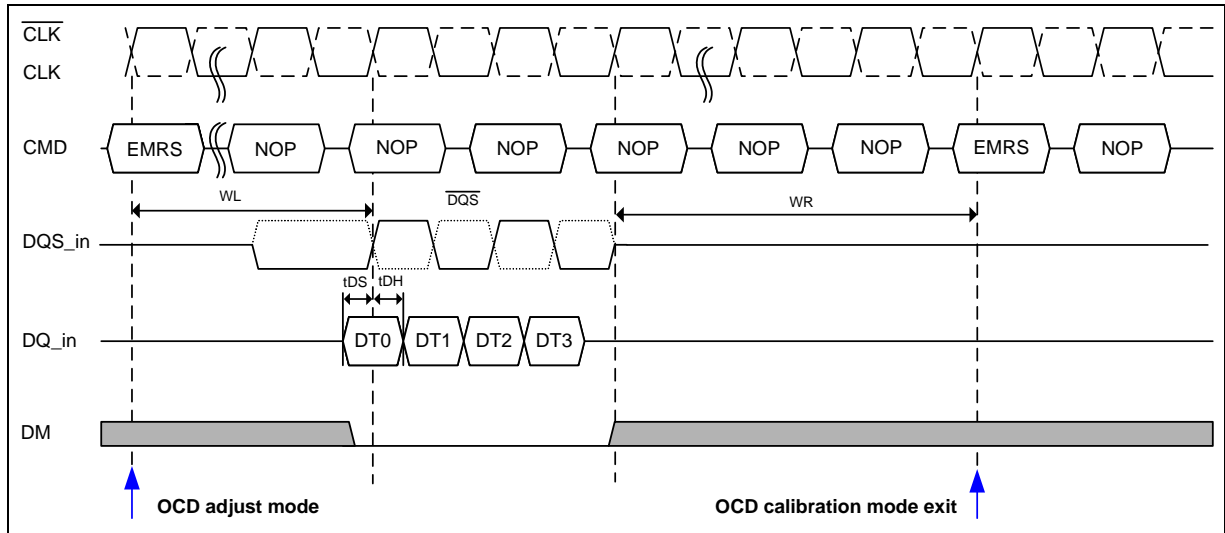 CLK
CLK
CMD
EMRS NOP NOP NOP NOP NOP NOP EMRS NOP
WL DQS WR
DQS_in
tDS tDH
DQ_in
DT0 DT1 DT2 DT3
DM
OCD adjust mode OCD calibration mode exit